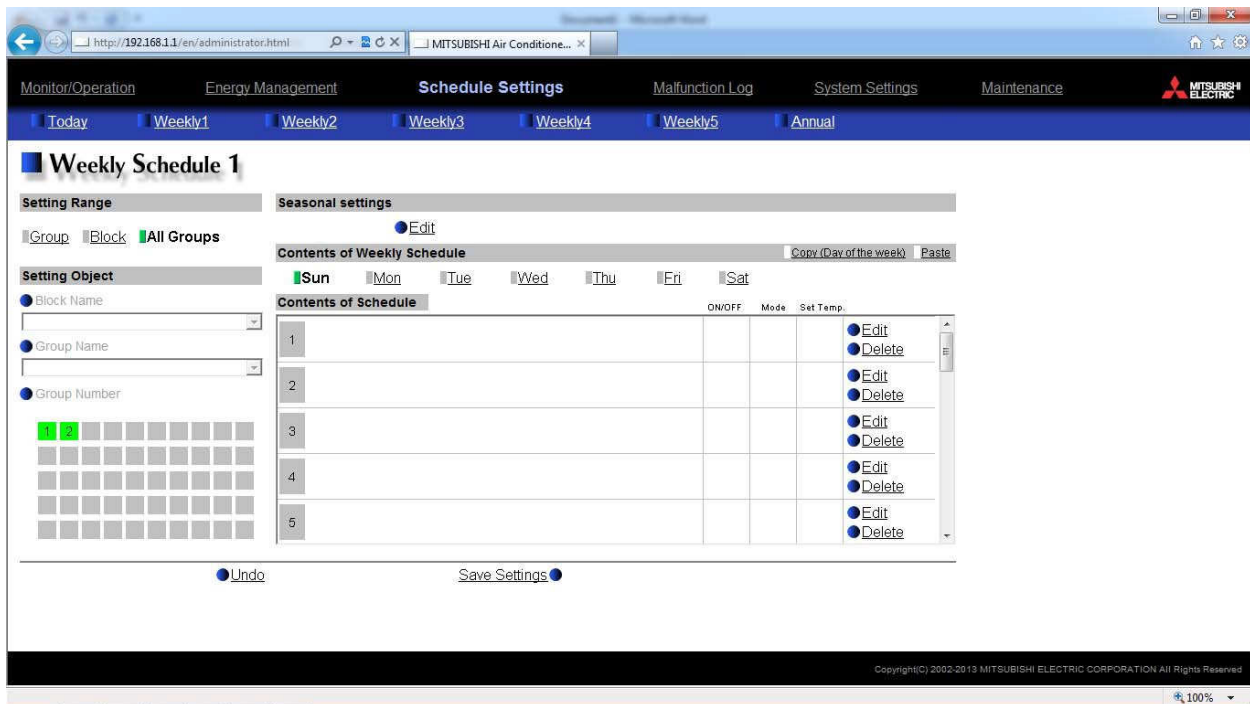 Document1 - Microsoft Word
http://192.168.1.1/en/administrator.html
MITSUBISHI Air Conditione...
Monitor/Operation Energy Management Schedule Settings Malfunction Log System Settings Maintenance MITSUBISHI ELECTRIC
Today Weekly1 Weekly2 Weekly3 Weekly4 Weekly5 Annual
Weekly Schedule 1
Setting Range
Seasonal settings
Edit
Group Block All Groups
Contents of Weekly Schedule Copy (Day of the week) Paste
Setting Object
Sun Mon Tue Wed Thu Fri Sat
Block Name
Contents of Schedule ON/OFF Mode Set Temp.
Group Name
Group Number
1 2
1 Edit
Delete
2 Edit
Delete
3 Edit
Delete
4 Edit
Delete
5 Edit
Delete
Undo Save Settings
Copyright(C) 2002-2013 MITSUBISHI ELECTRIC CORPORATION All Rights Reserved
100%